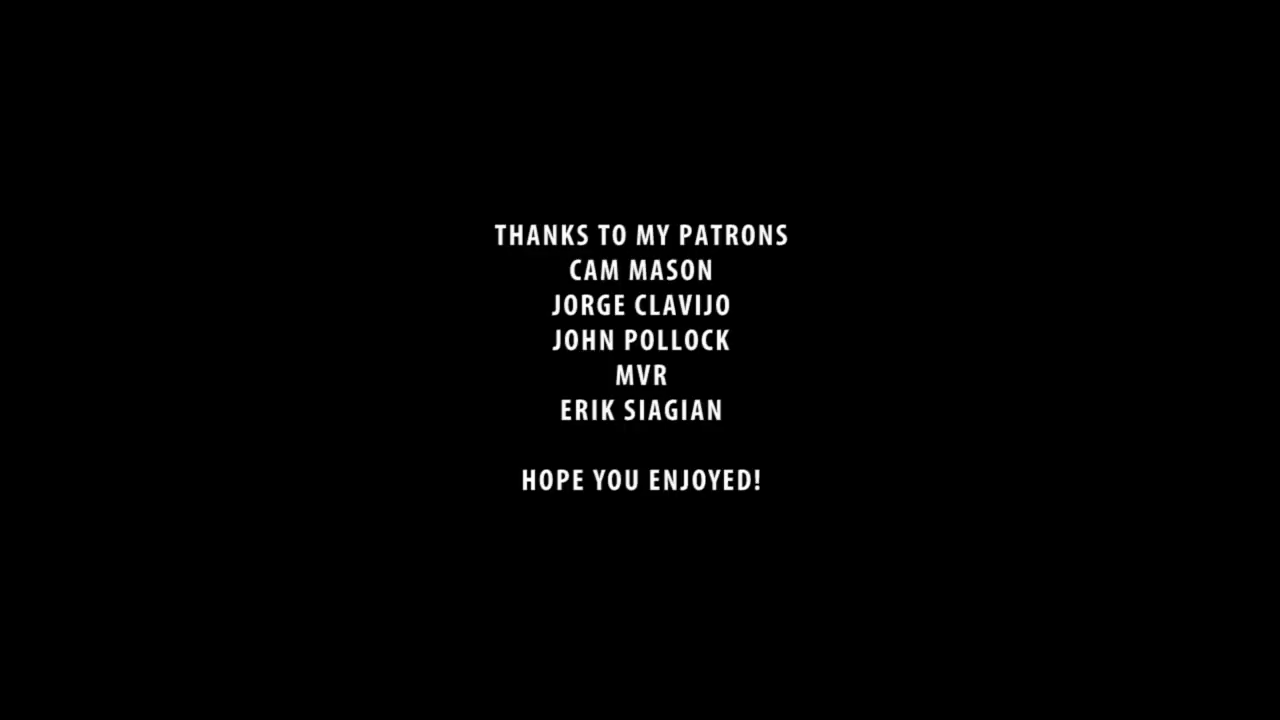 THANKS TO MY PATRONS
CAM MASON
JORGE CLAVIJO
JOHN POLLOCK
MVR
ERIK SIAGIAN
HOPE YOU ENJOYED!